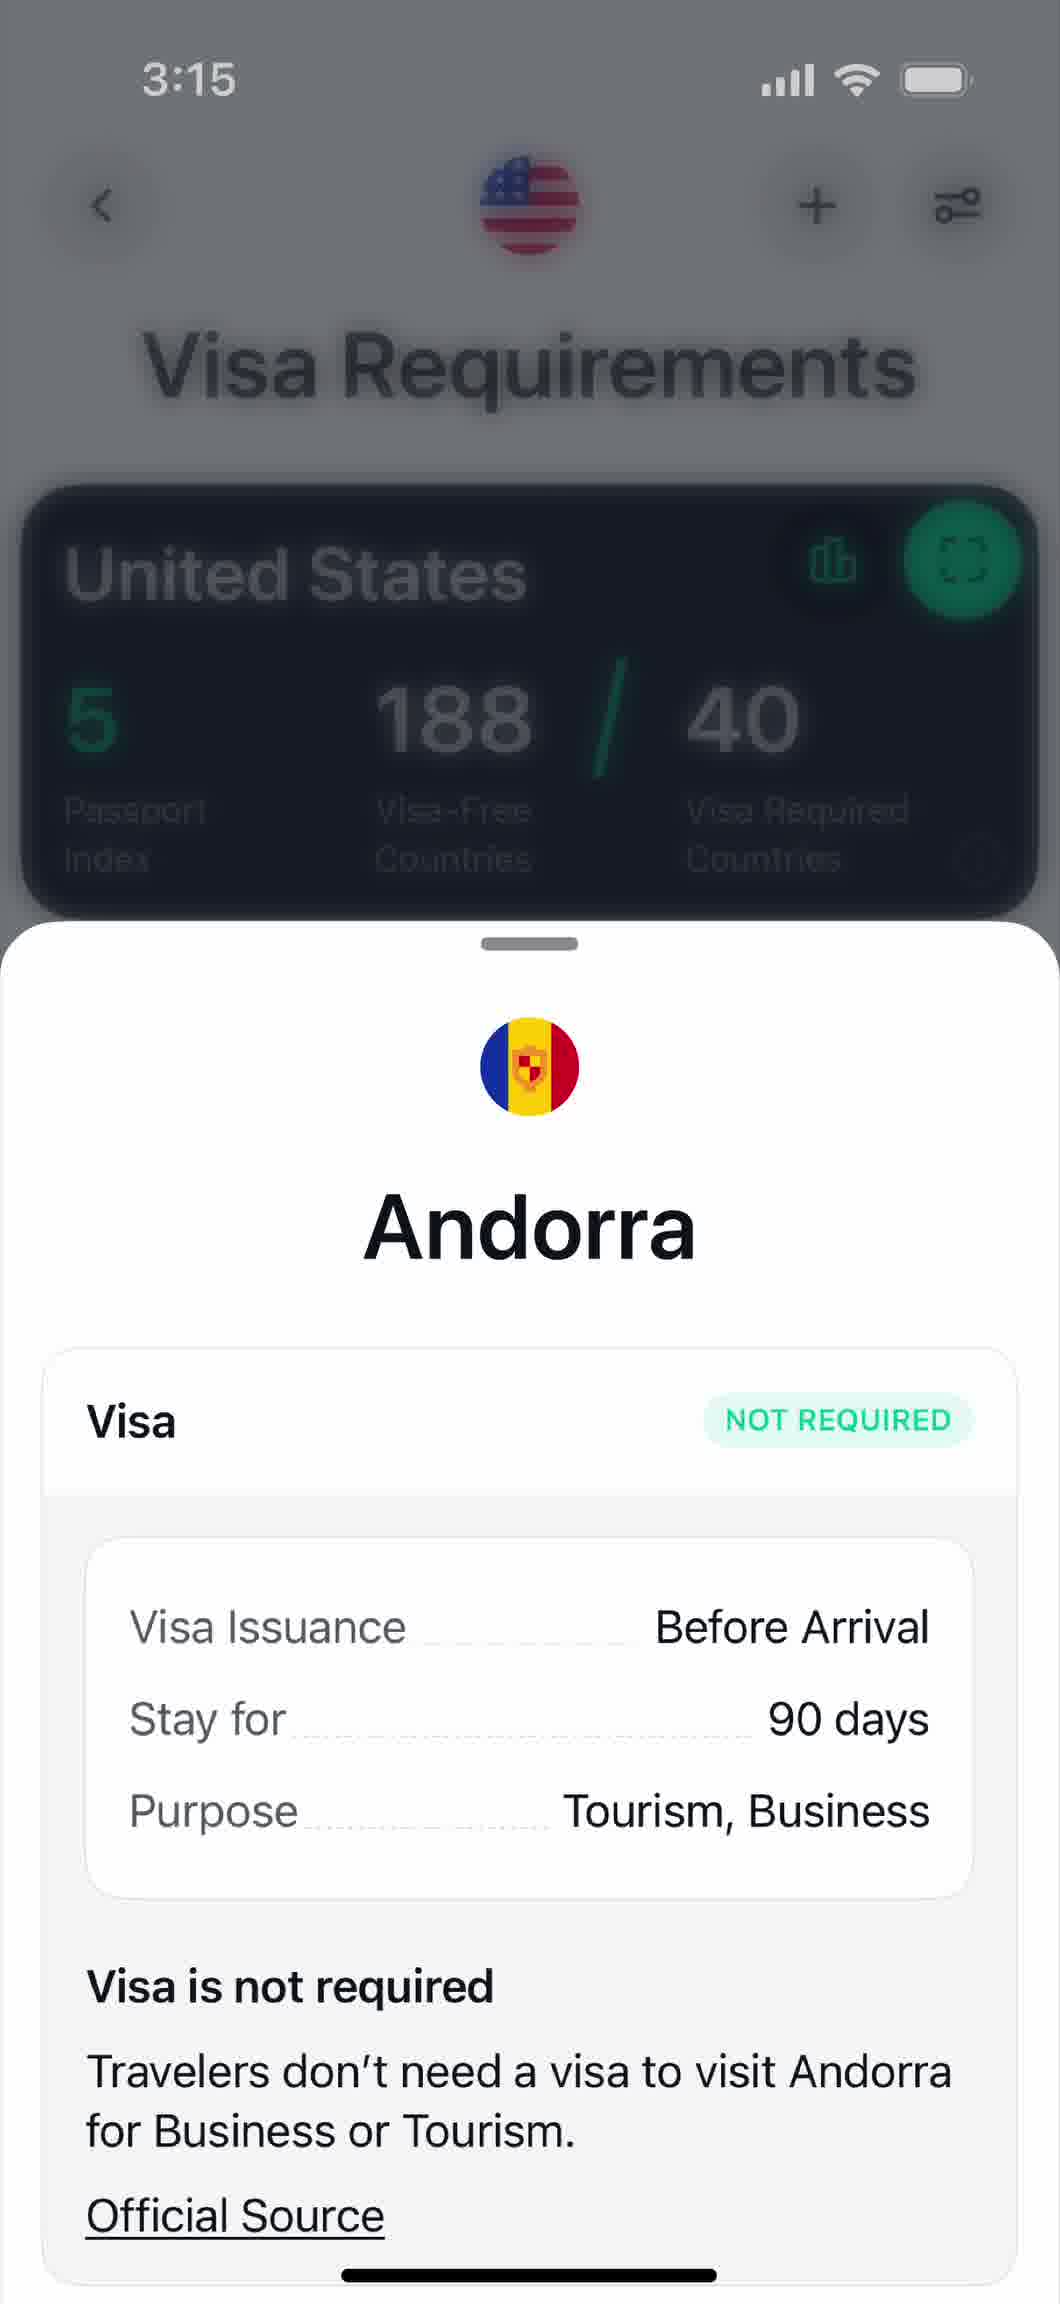 3:15
Visa Requirements
United States
5
188
/
40
Passport
Index
Visa-Free
Countries
Visa Required
Countries
Andorra
Visa
NOT REQUIRED
Visa Issuance
Before Arrival
Stay for
90 days
Purpose
Tourism, Business
Visa is not required
Travelers don’t need a visa to visit Andorra
for Business or Tourism.
Official Source